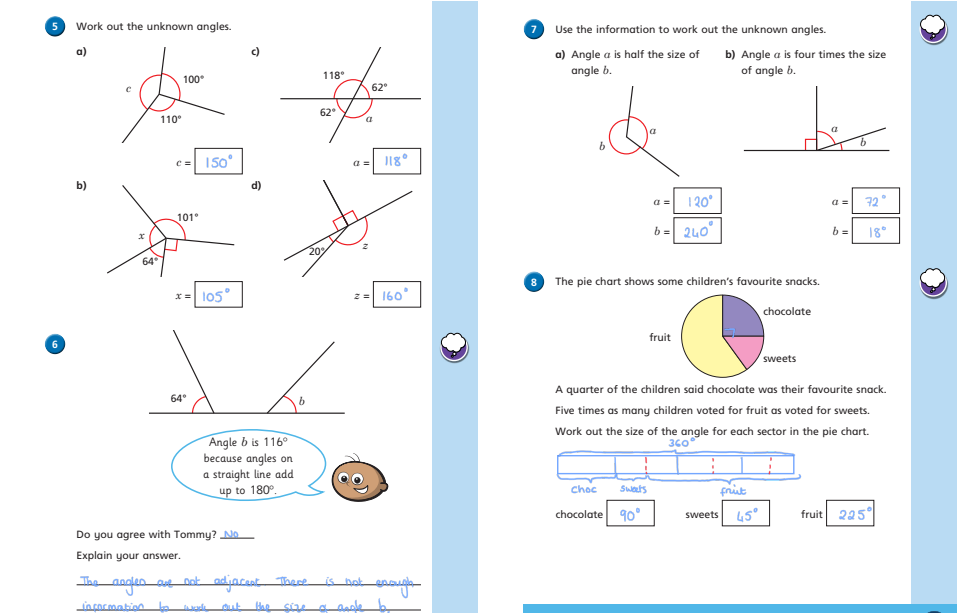 5 Work out the unknown angles.
a)
c)
c
100°
110°
118°
62°
62°
a
c = 150°
a = 118°
b)
d)
101°
x
64°
20°
z
x = 105°
z = 160°
6
64°
b
Angle b is 116°
because angles on
a straight line add
up to 180°.
Do you agree with Tommy? No
Explain your answer.
The angles are not adjacent. There is not enough
information to work out the size of angle b.
7 Use the information to work out the unknown angles.
a) Angle a is half the size of
angle b.
b) Angle a is four times the size
of angle b.
a
b
a
b
a = 120°
b = 240°
a = 72°
b = 18°
8 The pie chart shows some children's favourite snacks.
chocolate
fruit
sweets
A quarter of the children said chocolate was their favourite snack.
Five times as many children voted for fruit as voted for sweets.
Work out the size of the angle for each sector in the pie chart.
360°
choc sweets fruit
chocolate 90° sweets 45° fruit 225°